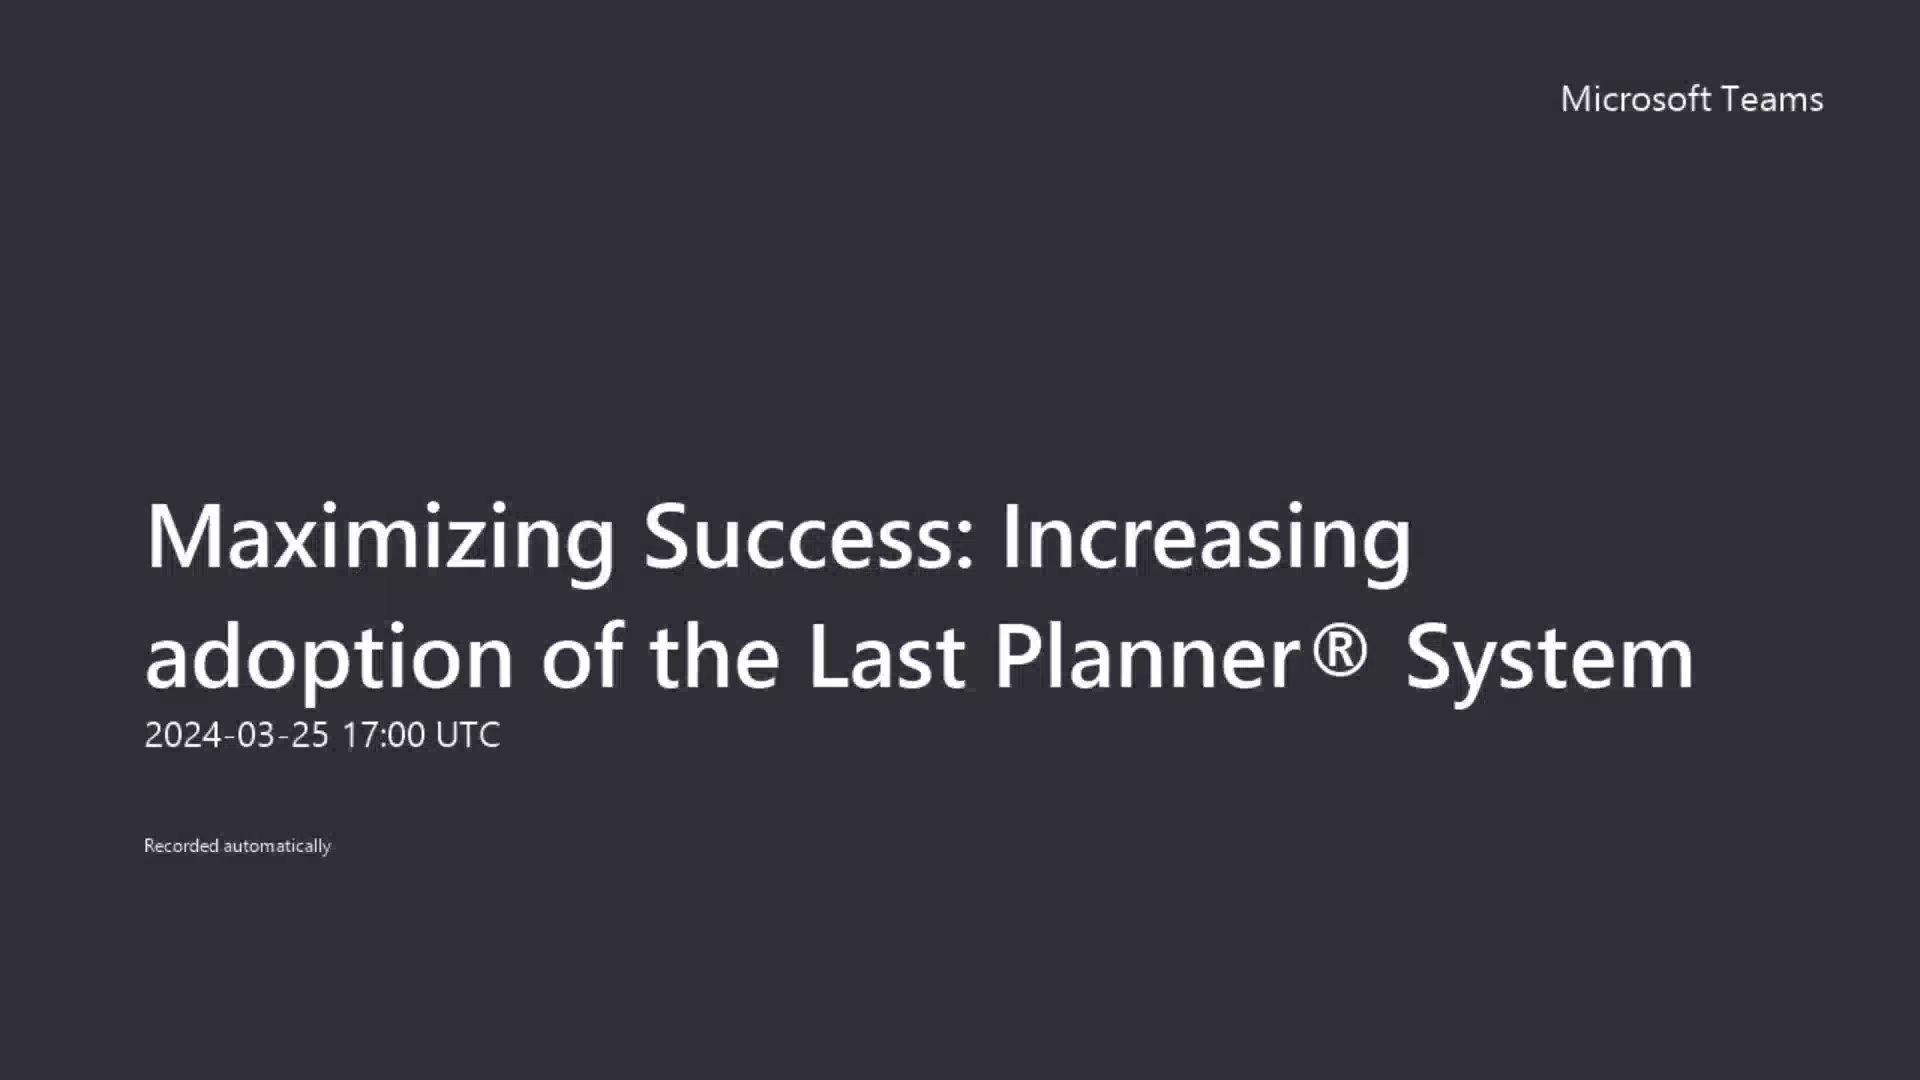 Microsoft Teams
Maximizing Success: Increasing
adoption of the Last Planner® System
2024-03-25 17:00 UTC
Recorded automatically